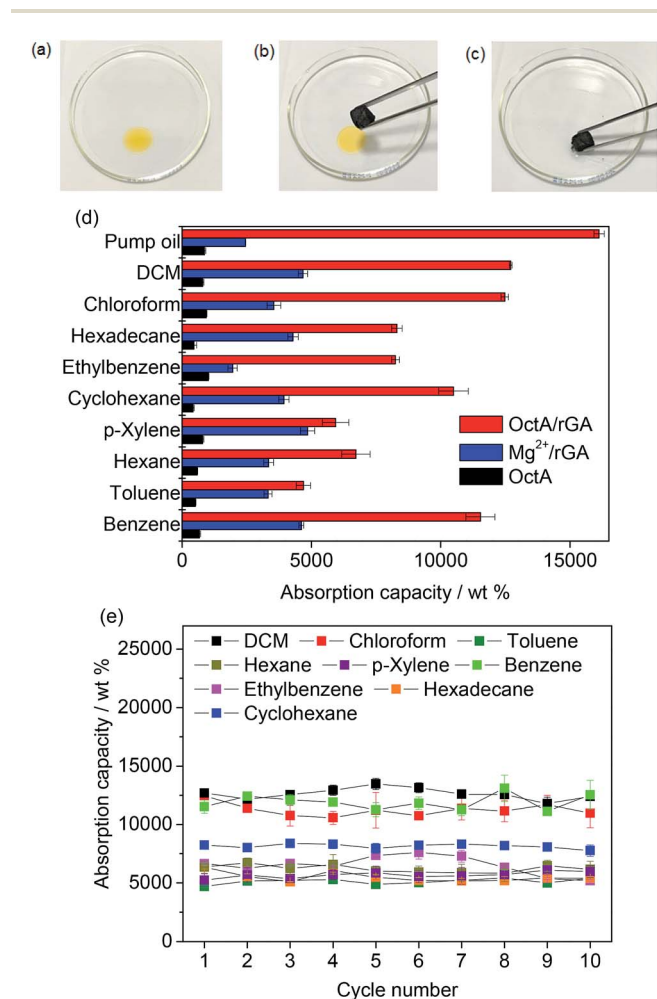 (a)
(b)
(c)
(d)
Pump oil
DCM
Chloroform
Hexadecane
Ethylbenzene
Cyclohexane
p-Xylene
Hexane
Toluene
Benzene
OctA/rGA
Mg²⁺/rGA
OctA
0 5000 10000 15000
Absorption capacity / wt %
(e)
Absorption capacity / wt %
25000
20000
15000
10000
5000
0
DCM Chloroform Toluene
Hexane p-Xylene Benzene
Ethylbenzene Hexadecane
Cyclohexane
1 2 3 4 5 6 7 8 9 10
Cycle number